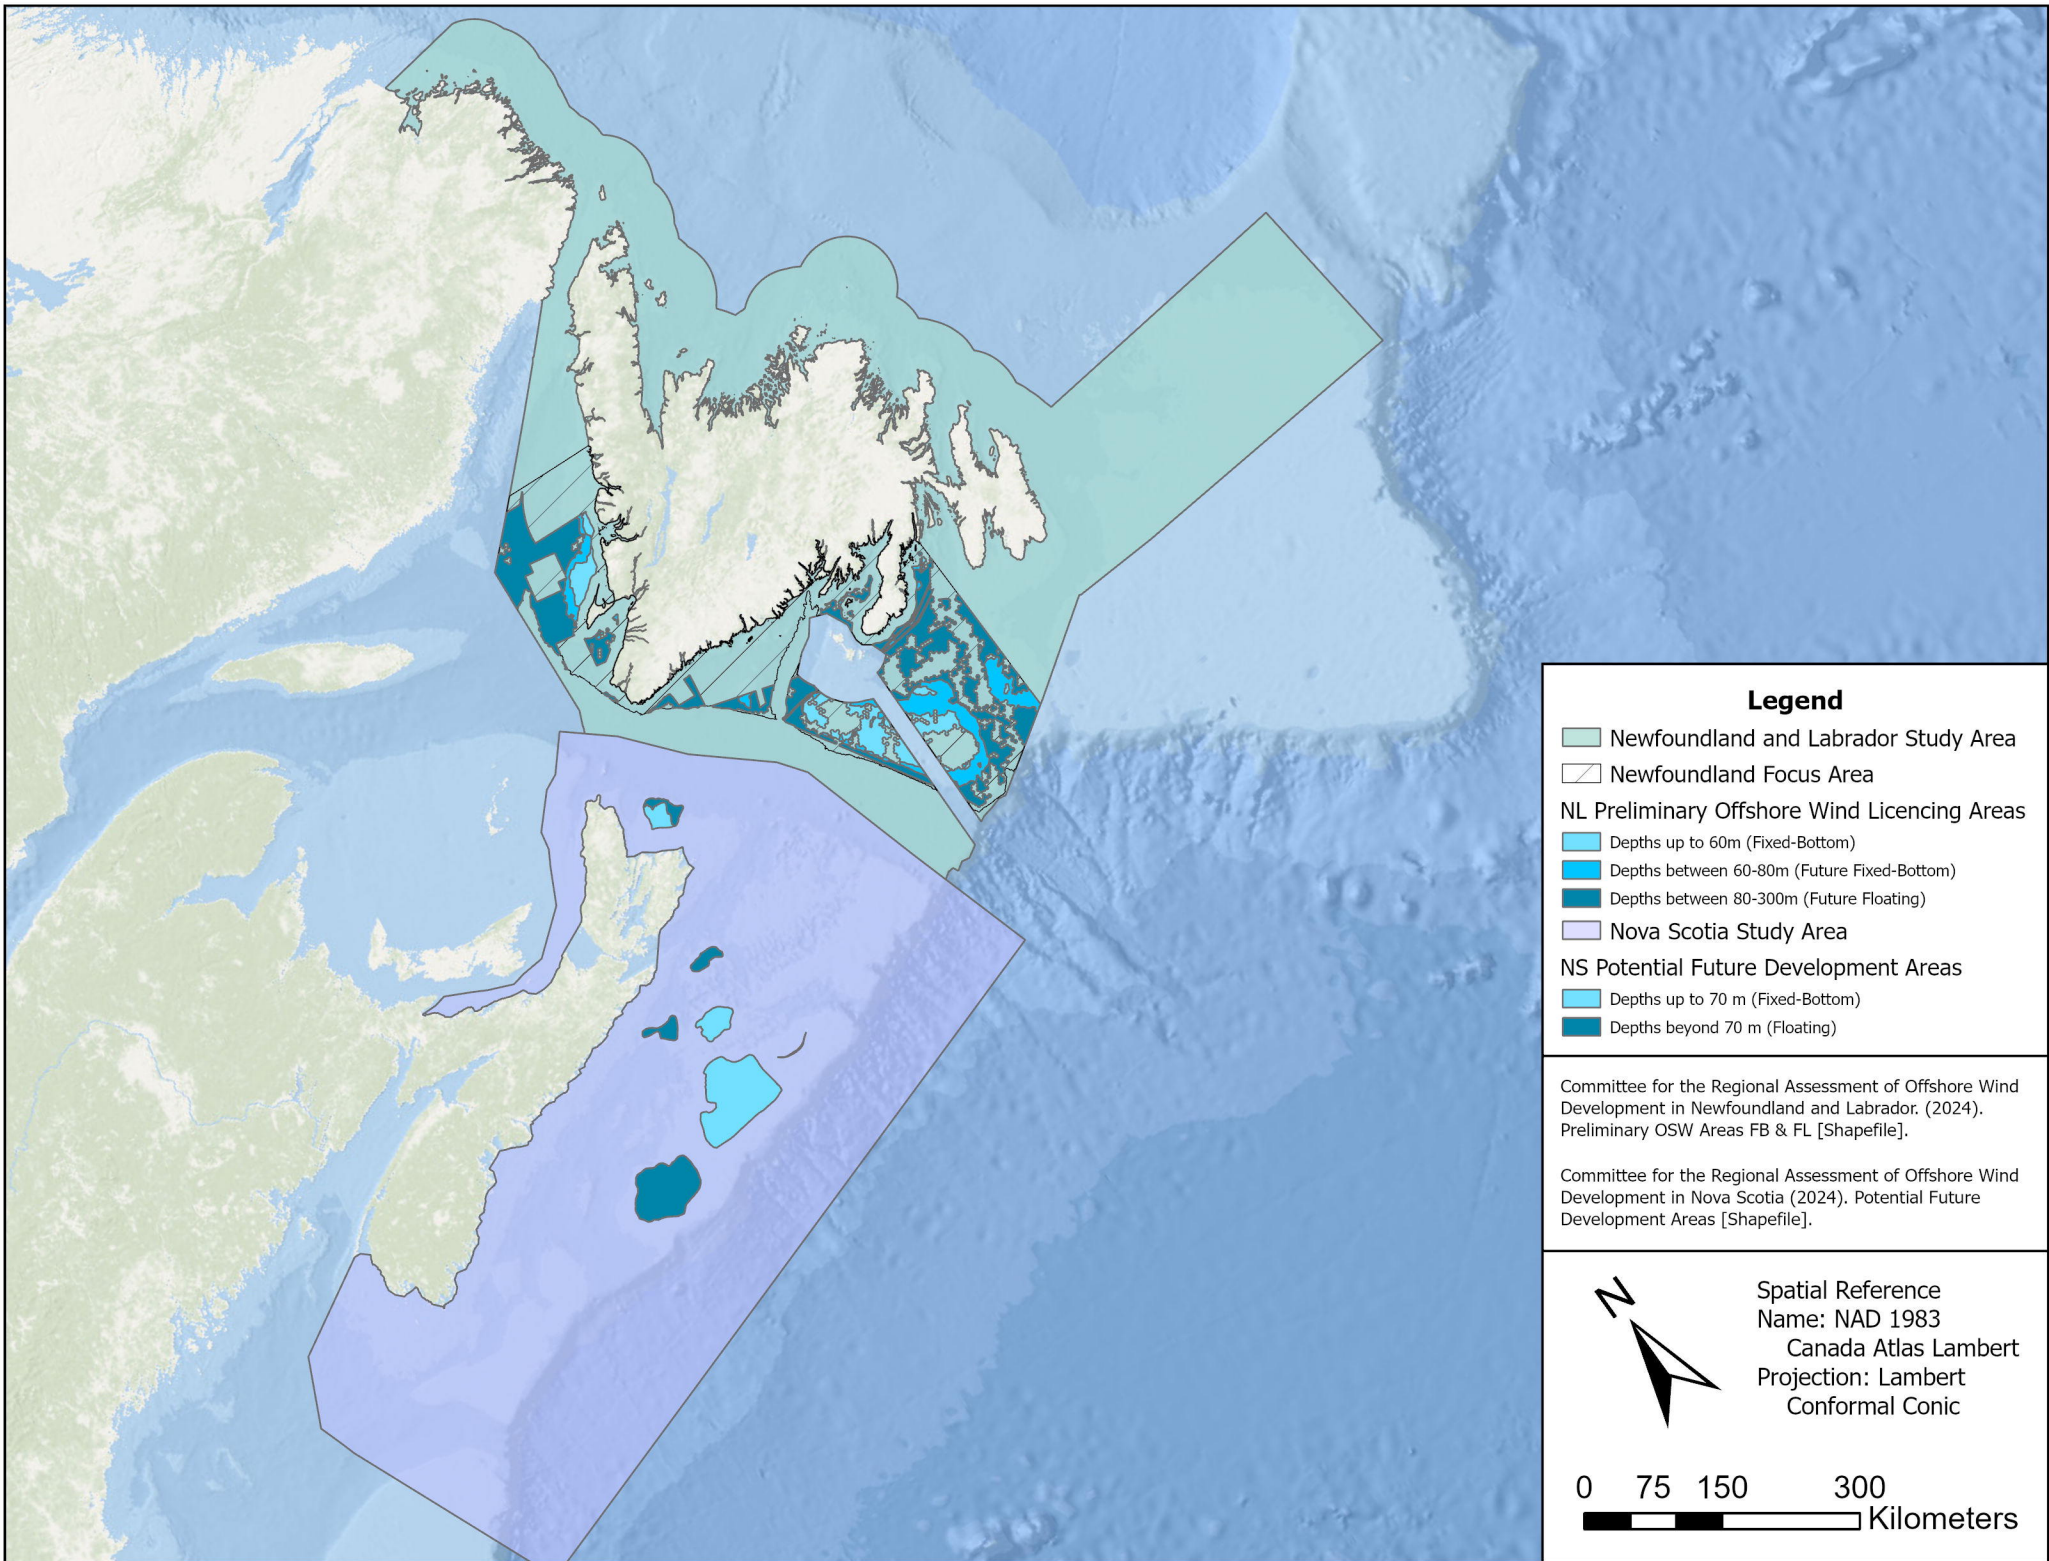 Legend
Newfoundland and Labrador Study Area
Newfoundland Focus Area
NL Preliminary Offshore Wind Licencing Areas
Depths up to 60m (Fixed-Bottom)
Depths between 60-80m (Future Fixed-Bottom)
Depths between 80-300m (Future Floating)
Nova Scotia Study Area
NS Potential Future Development Areas
Depths up to 70 m (Fixed-Bottom)
Depths beyond 70 m (Floating)
Committee for the Regional Assessment of Offshore Wind
Development in Newfoundland and Labrador. (2024).
Preliminary OSW Areas FB & FL [Shapefile].
Committee for the Regional Assessment of Offshore Wind
Development in Nova Scotia (2024). Potential Future
Development Areas [Shapefile].
N
Spatial Reference
Name: NAD 1983
Canada Atlas Lambert
Projection: Lambert
Conformal Conic
0 75 150 300
Kilometers